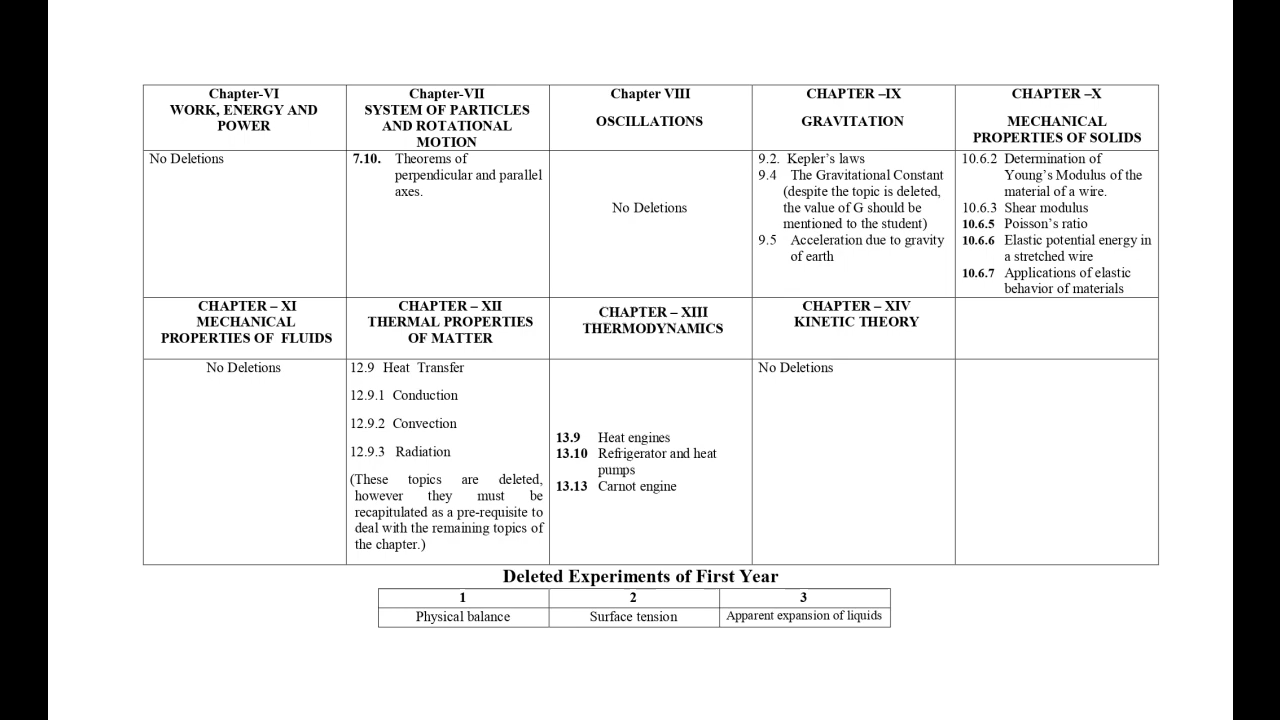 Chapter-VI
WORK, ENERGY AND
POWER
Chapter-VII
SYSTEM OF PARTICLES
AND ROTATIONAL
MOTION
Chapter VIII
OSCILLATIONS
CHAPTER –IX
GRAVITATION
CHAPTER –X
MECHANICAL
PROPERTIES OF SOLIDS
No Deletions
7.10. Theorems of
perpendicular and parallel
axes.
No Deletions
9.2. Kepler’s laws
9.4 The Gravitational Constant
(despite the topic is deleted,
the value of G should be
mentioned to the student)
9.5 Acceleration due to gravity
of earth
10.6.2 Determination of
Young’s Modulus of the
material of a wire.
10.6.3 Shear modulus
10.6.5 Poisson’s ratio
10.6.6 Elastic potential energy in
a stretched wire
10.6.7 Applications of elastic
behavior of materials
CHAPTER – XI
MECHANICAL
PROPERTIES OF FLUIDS
CHAPTER – XII
THERMAL PROPERTIES
OF MATTER
CHAPTER – XIII
THERMODYNAMICS
CHAPTER – XIV
KINETIC THEORY
No Deletions
12.9 Heat Transfer
12.9.1 Conduction
12.9.2 Convection
12.9.3 Radiation
(These topics are deleted,
however they must be
recapitulated as a pre-requisite to
deal with the remaining topics of
the chapter.)
13.9 Heat engines
13.10 Refrigerator and heat
pumps
13.13 Carnot engine
No Deletions
Deleted Experiments of First Year
1 2 3
Physical balance Surface tension Apparent expansion of liquids